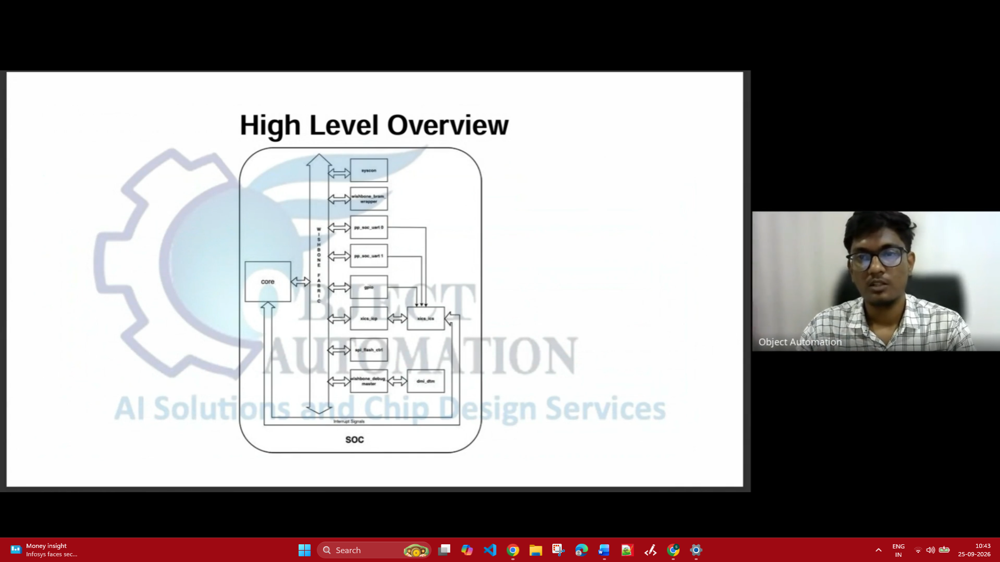 High Level Overview
syscon
wishbone_bram_
wrapper
WISHBONE FABRIC
pp_soc_uart 0
pp_soc_uart 1
core
gpio
xics_icp
xics_ics
spi_flash_ctrl
wishbone_debug_
master
dmi_dtm
Interrupt Signals
SOC
OBJECT
AUTOMATION
AI Solutions and Chip Design Services
Object Automation
Money insight
Infosys faces sec...
Search
ENG
IN
10:43
25-09-2026